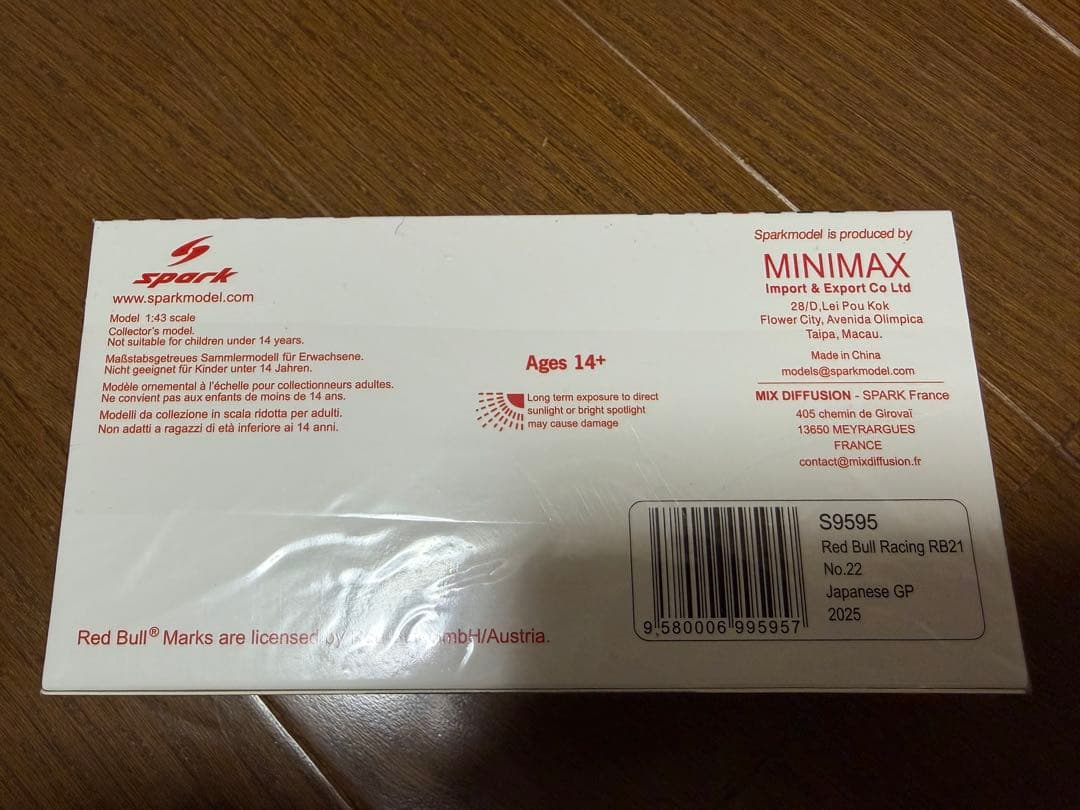 spark
www.sparkmodel.com
Model 1:43 scale
Collector's model.
Not suitable for children under 14 years.
Maßstabsgetreues Sammlermodell für Erwachsene.
Nicht geeignet für Kinder unter 14 Jahren.
Modèle ornemental à l'échelle pour collectionneurs adultes.
Ne convient pas aux enfants de moins de 14 ans.
Modelli da collezione in scala ridotta per adulti.
Non adatti a ragazzi di età inferiore ai 14 anni.
Ages 14+
Long term exposure to direct
sunlight or bright spotlight
may cause damage
Sparkmodel is produced by
MINIMAX
Import & Export Co Ltd
28/D,Lei Pou Kok
Flower City, Avenida Olimpica
Taipa, Macau.
Made in China
models@sparkmodel.com
MIX DIFFUSION - SPARK France
405 chemin de Girovaï
13650 MEYRARGUES
FRANCE
contact@mixdiffusion.fr
S9595
Red Bull Racing RB21
No.22
Japanese GP
2025
9 580006 995957
Red Bull® Marks are licensed by mbH/Austria.